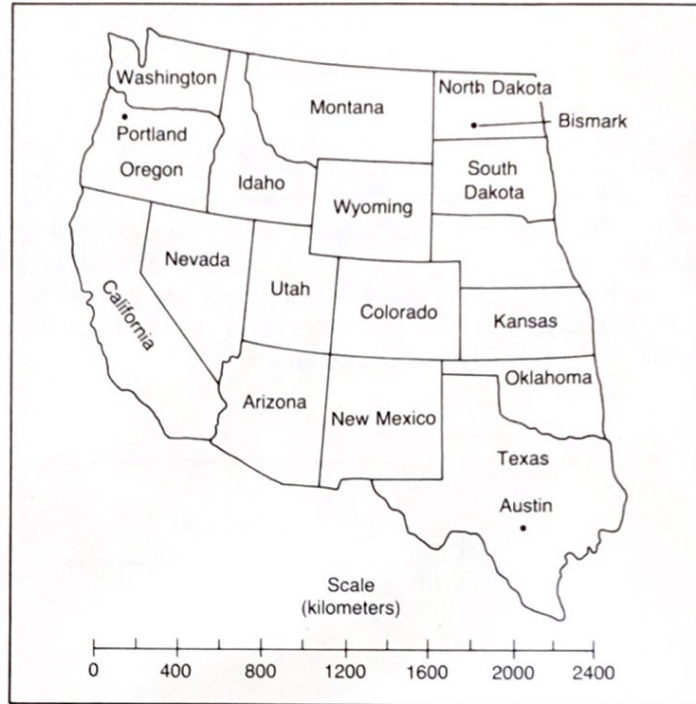 Washington
North Dakota
Montana
Bismark
Portland
Oregon
Idaho
South
Dakota
Wyoming
Nevada
Utah
California
Colorado
Kansas
Arizona
New Mexico
Oklahoma
Texas
Austin
Scale
(kilometers)
0 400 800 1200 1600 2000 2400